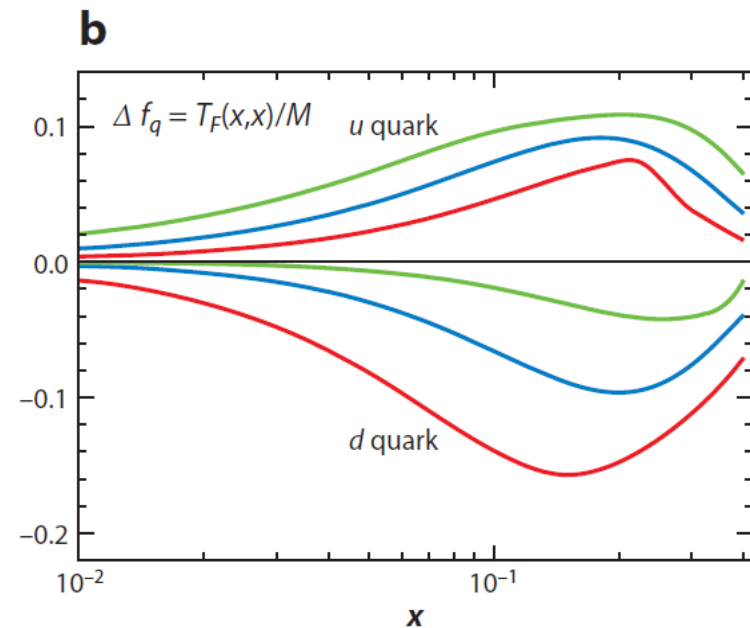 b
Δ f_q = T_F(x,x)/M
u quark
0.1
0.0
−0.1
d quark
−0.2
10⁻²
10⁻¹
x